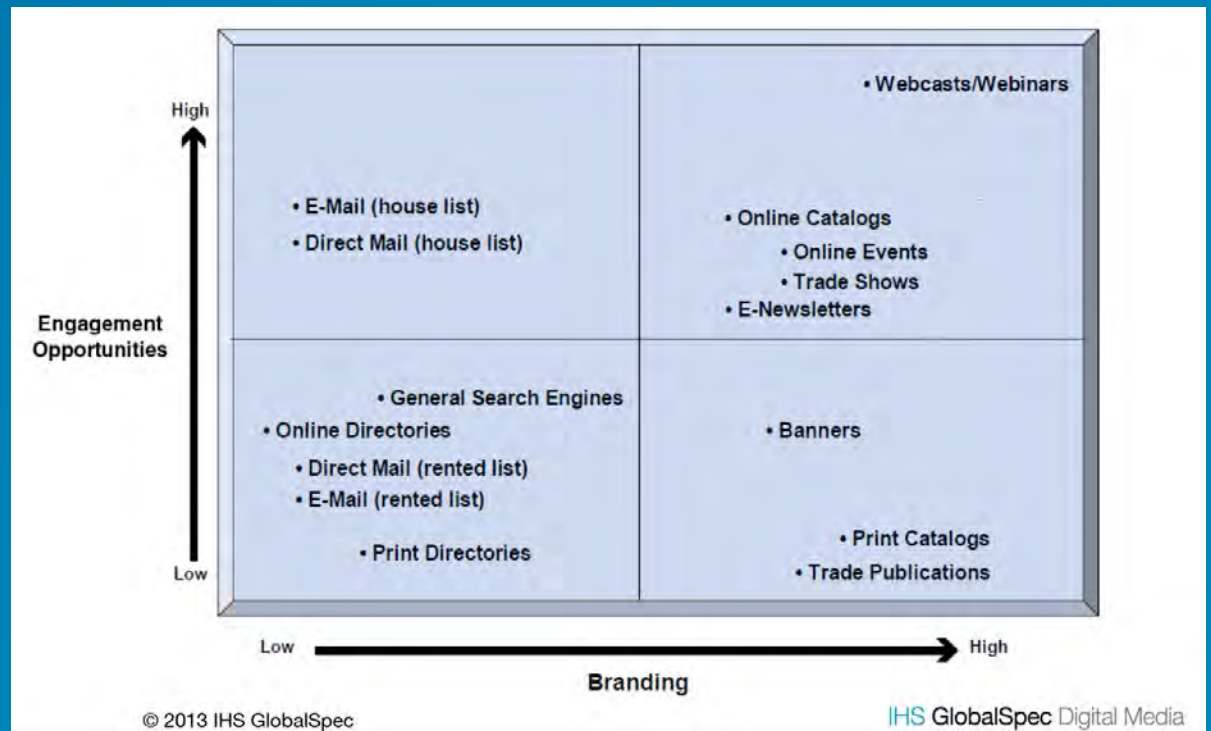 • Webcasts/Webinars
High
• E-Mail (house list)
• Direct Mail (house list)
• Online Catalogs
• Online Events
• Trade Shows
• E-Newsletters
Engagement
Opportunities
• General Search Engines
• Online Directories
• Direct Mail (rented list)
• E-Mail (rented list)
• Print Directories
• Banners
• Print Catalogs
• Trade Publications
Low
Low
High
Branding
© 2013 IHS GlobalSpec
IHS GlobalSpec Digital Media